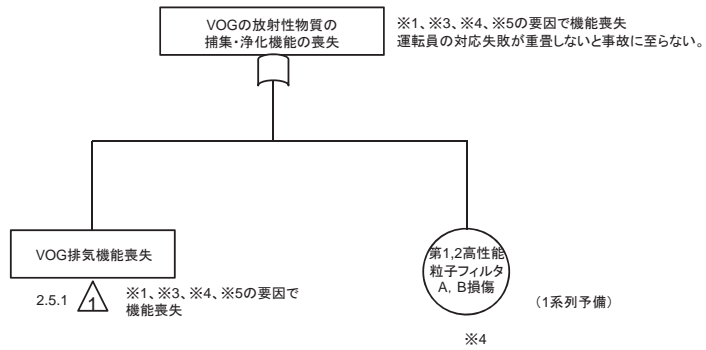 VOGの放射性物質の
捕集・浄化機能の喪失
※1、※3、※4、※5の要因で機能喪失
運転員の対応失敗が重畳しないと事故に至らない。
VOG排気機能喪失
2.5.1
1
※1、※3、※4、※5の要因で
機能喪失
第1,2高性能
粒子フィルタ
A, B損傷
（1系列予備）
※4